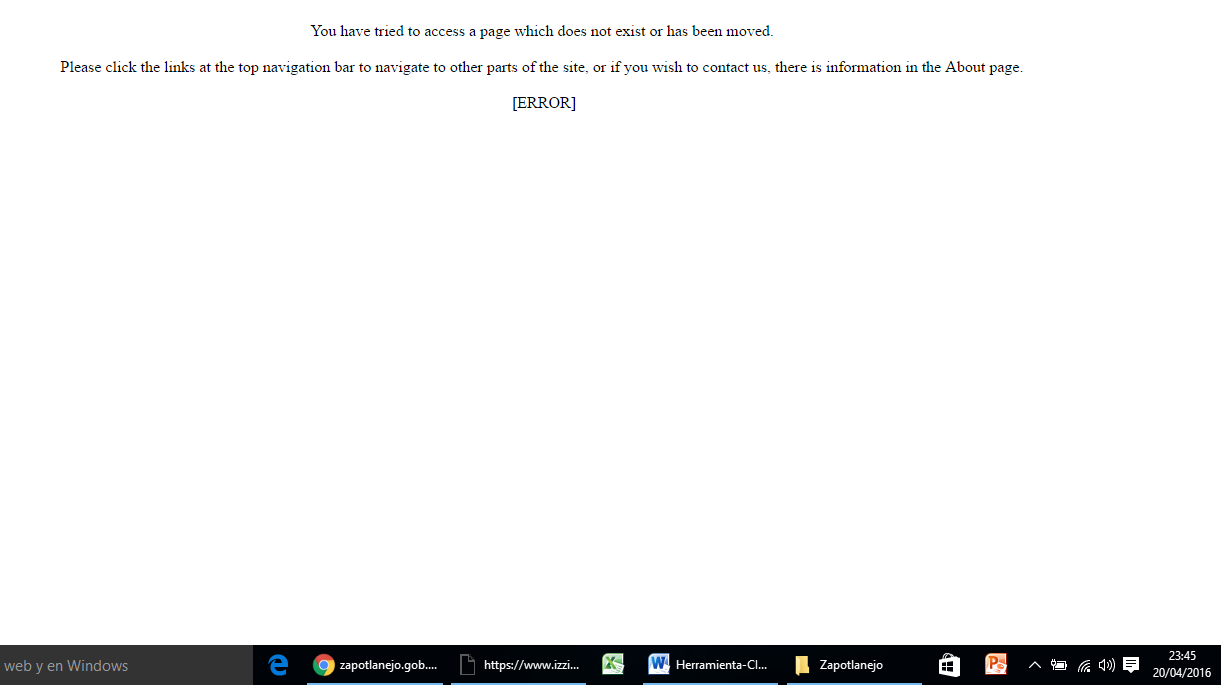 You have tried to access a page which does not exist or has been moved.
Please click the links at the top navigation bar to navigate to other parts of the site, or if you wish to contact us, there is information in the About page.
[ERROR]
web y en Windows
zapotlanejo.gob....
https://www.izzi...
Herramienta-Cl...
Zapotlanejo
23:45
20/04/2016